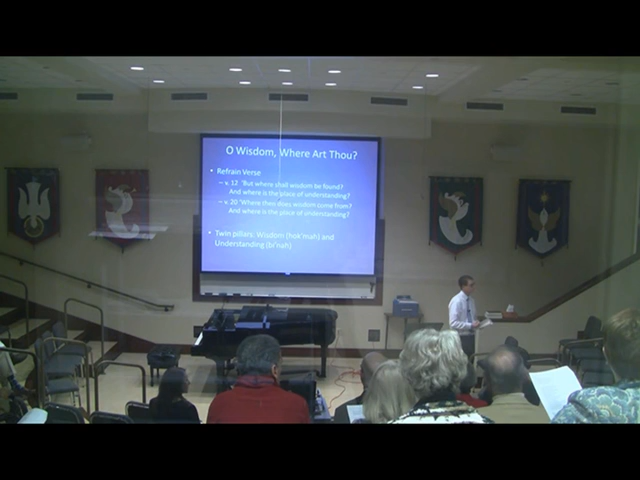 O Wisdom, Where Art Thou?
• Refrain Verse
– v. 12 'But where shall wisdom be found?
And where is the place of understanding?
– v. 20 'Where then does wisdom come from?
And where is the place of understanding?
• Twin pillars: Wisdom (hok'mah) and
Understanding (bi'nah)